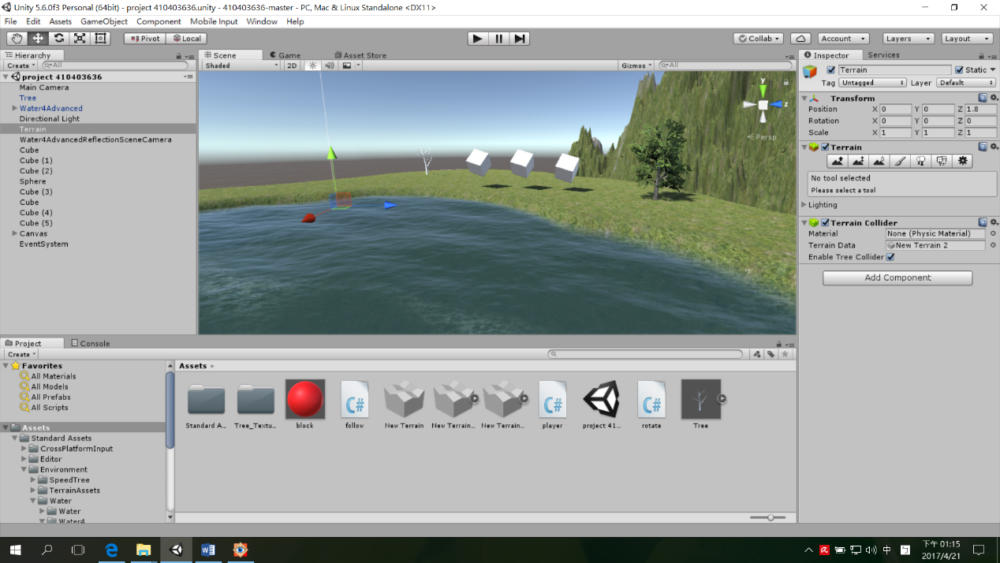 Unity 5.6.0f3 Personal (64bit) - project 410403636.unity - 410403636-master - PC, Mac & Linux Standalone <DX11>
File Edit Assets GameObject Component Mobile Input Window Help
Pivot Local Collab Account Layers Layout
Hierarchy
Create All
project 410403636
Main Camera
Tree
Water4Advanced
Directional Light
Terrain
Water4AdvancedReflectionSceneCamera
Cube
Cube (1)
Cube (2)
Sphere
Cube (3)
Cube
Cube (4)
Cube (5)
Canvas
EventSystem
Scene Game Asset Store
Shaded 2D Gizmos All
y
z
Persp
Inspector Services
Terrain Static
Tag Untagged Layer Default
Transform
Position X 0 Y 0 Z 1.8
Rotation X 0 Y 0 Z 0
Scale X 1 Y 1 Z 1
Terrain
No tool selected
Please select a tool
Lighting
Terrain Collider
Material None (Physic Material)
Terrain Data New Terrain 2
Enable Tree Collider
Add Component
Project Console
Create
Favorites
All Materials
All Models
All Prefabs
All Scripts
Assets
Standard Assets
CrossPlatformInput
Editor
Environment
SpeedTree
TerrainAssets
Water
Water
Water4
Assets
C# C# C#
Standard A... Tree_Textu... block follow New Terrain New Terrain... New Terrain... player project 41... rotate Tree
中
下午 01:15
2017/4/21